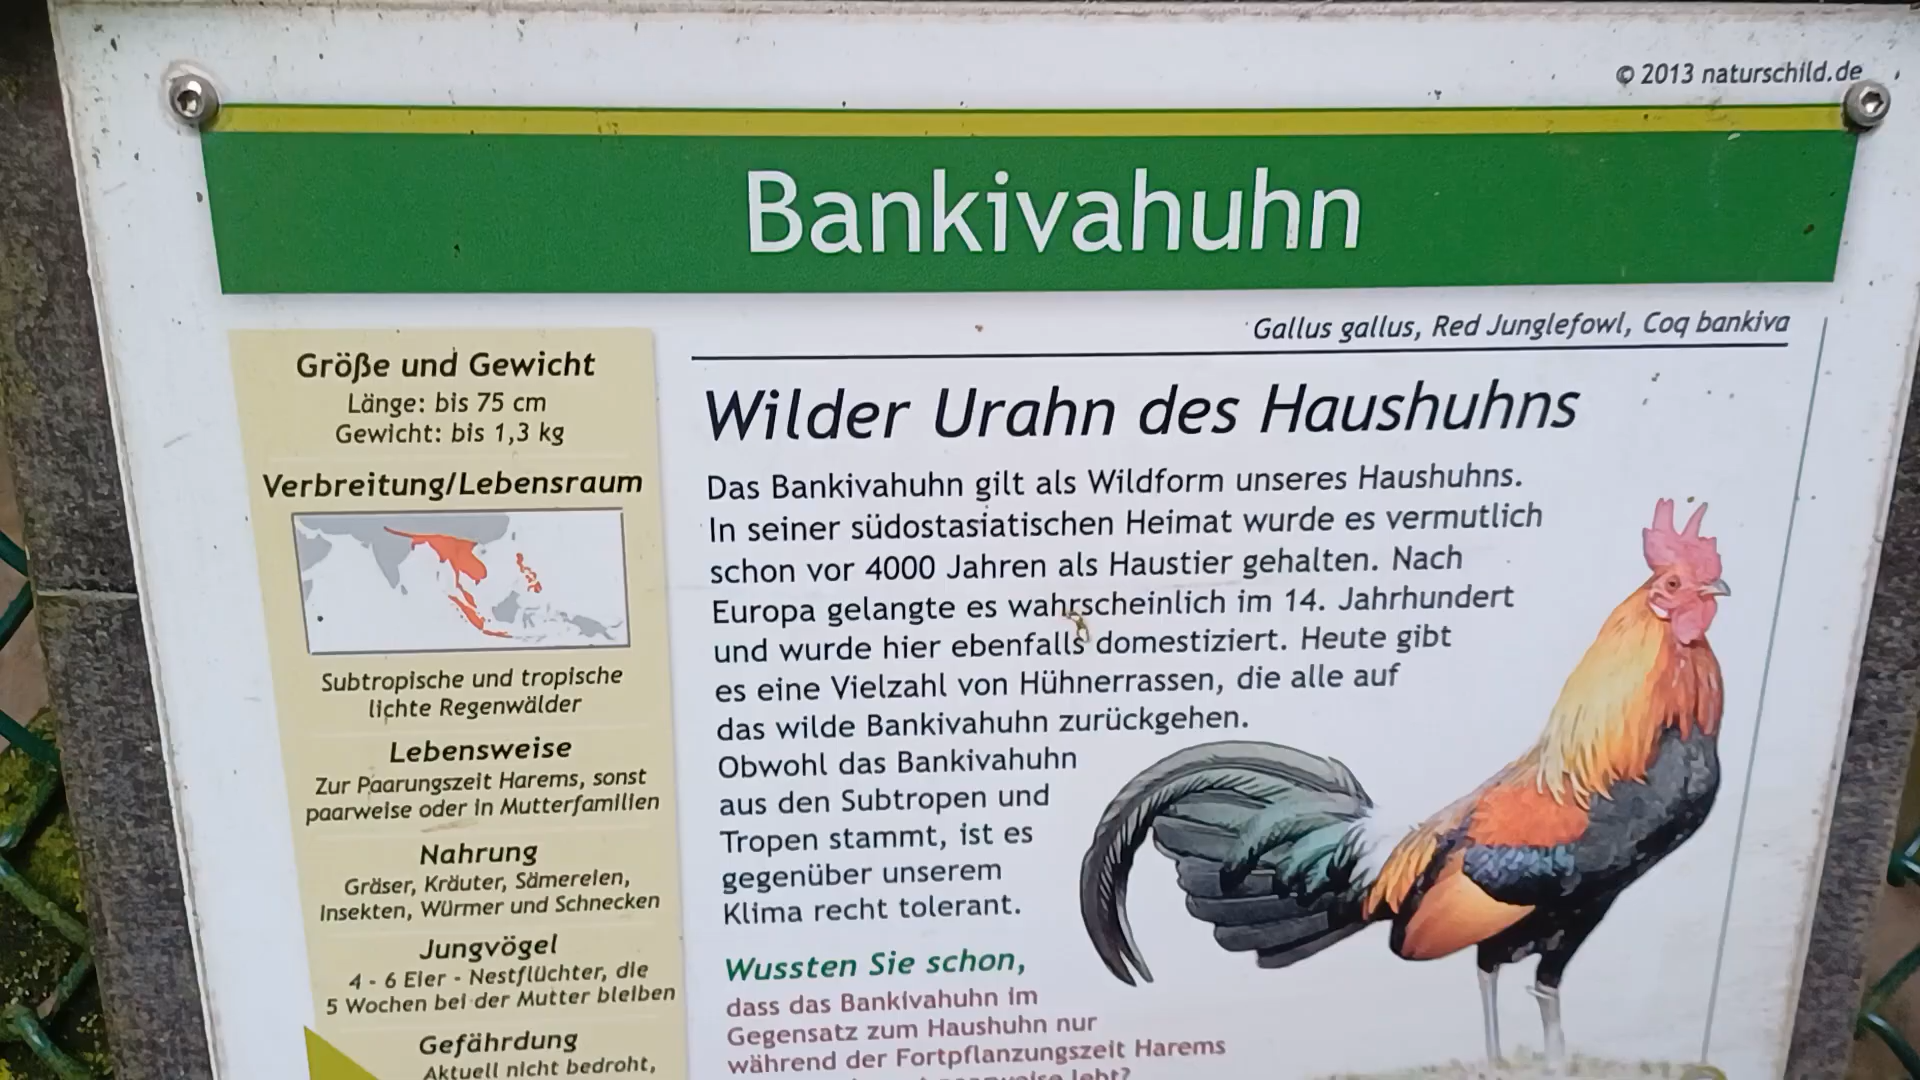 © 2013 naturschild.de
Bankivahuhn
Gallus gallus, Red Junglefowl, Coq bankiva
Größe und Gewicht
Länge: bis 75 cm
Gewicht: bis 1,3 kg
Verbreitung/Lebensraum
Subtropische und tropische
lichte Regenwälder
Lebensweise
Zur Paarungszeit Harems, sonst
paarweise oder in Mutterfamilien
Nahrung
Gräser, Kräuter, Sämereien,
Insekten, Würmer und Schnecken
Jungvögel
4 - 6 Eier - Nestflüchter, die
5 Wochen bei der Mutter bleiben
Gefährdung
Aktuell nicht bedroht,
Wilder Urahn des Haushuhns
Das Bankivahuhn gilt als Wildform unseres Haushuhns.
In seiner südostasiatischen Heimat wurde es vermutlich
schon vor 4000 Jahren als Haustier gehalten. Nach
Europa gelangte es wahrscheinlich im 14. Jahrhundert
und wurde hier ebenfalls domestiziert. Heute gibt
es eine Vielzahl von Hühnerrassen, die alle auf
das wilde Bankivahuhn zurückgehen.
Obwohl das Bankivahuhn
aus den Subtropen und
Tropen stammt, ist es
gegenüber unserem
Klima recht tolerant.
Wussten Sie schon,
dass das Bankivahuhn im
Gegensatz zum Haushuhn nur
während der Fortpflanzungszeit Harems
lebt?